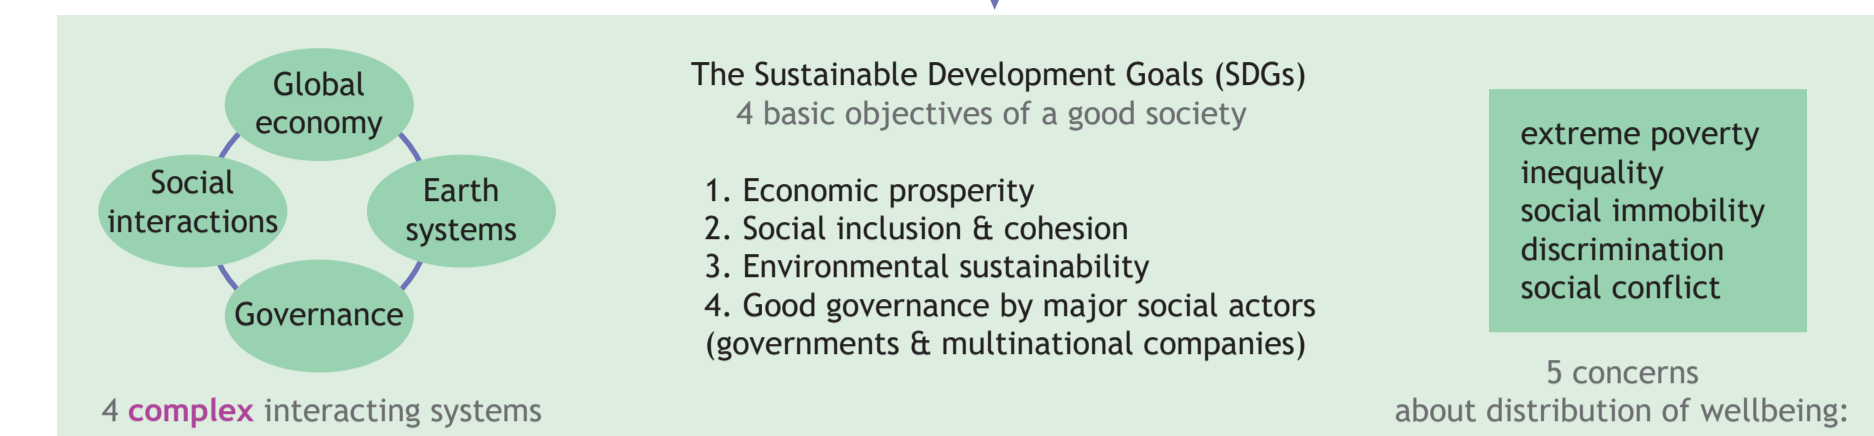 Global
economy
Social
interactions
Earth
systems
Governance
4 complex interacting systems
The Sustainable Development Goals (SDGs)
4 basic objectives of a good society
1. Economic prosperity
2. Social inclusion & cohesion
3. Environmental sustainability
4. Good governance by major social actors
(governments & multinational companies)
extreme poverty
inequality
social immobility
discrimination
social conflict
5 concerns
about distribution of wellbeing: